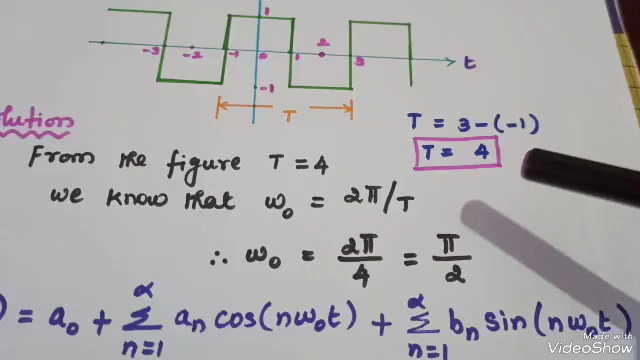 1
-3 -2 -1 0 1 2 3 t
-1
T
T = 3-(-1)
T = 4
olution
From the figure T = 4
we know that ω₀ = 2π/T
∴ ω₀ = 2π/4 = π/2
) = a₀ + ∑ₙ₌₁^α aₙ cos(nω₀t) + ∑ₙ₌₁^α bₙ sin(nω₀t)
Made with
VideoShow